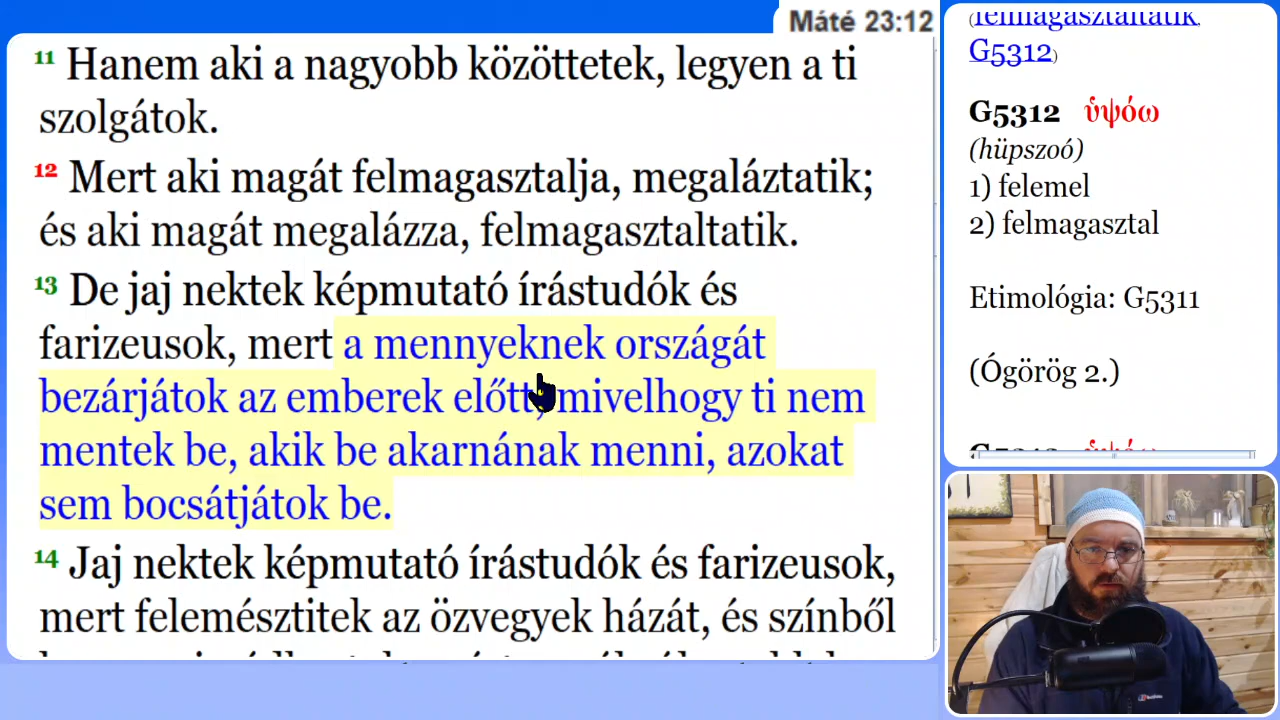 Máté 23:12
11 Hanem aki a nagyobb közöttetek, legyen a ti
szolgátok.
12 Mert aki magát felmagasztalja, megaláztatik;
és aki magát megalázza, felmagasztaltatik.
13 De jaj nektek képmutató írástudók és
farizeusok, mert a mennyeknek országát
bezárjátok az emberek előtt, mivelhogy ti nem
mentek be, akik be akarnának menni, azokat
sem bocsátjátok be.
14 Jaj nektek képmutató írástudók és farizeusok,
mert felemésztitek az özvegyek házát, és színből
(felmagasztaltatik
G5312)
G5312 ὑψόω
(hüpszoó)
1) felemel
2) felmagasztal
Etimológia: G5311
(Ógörög 2.)